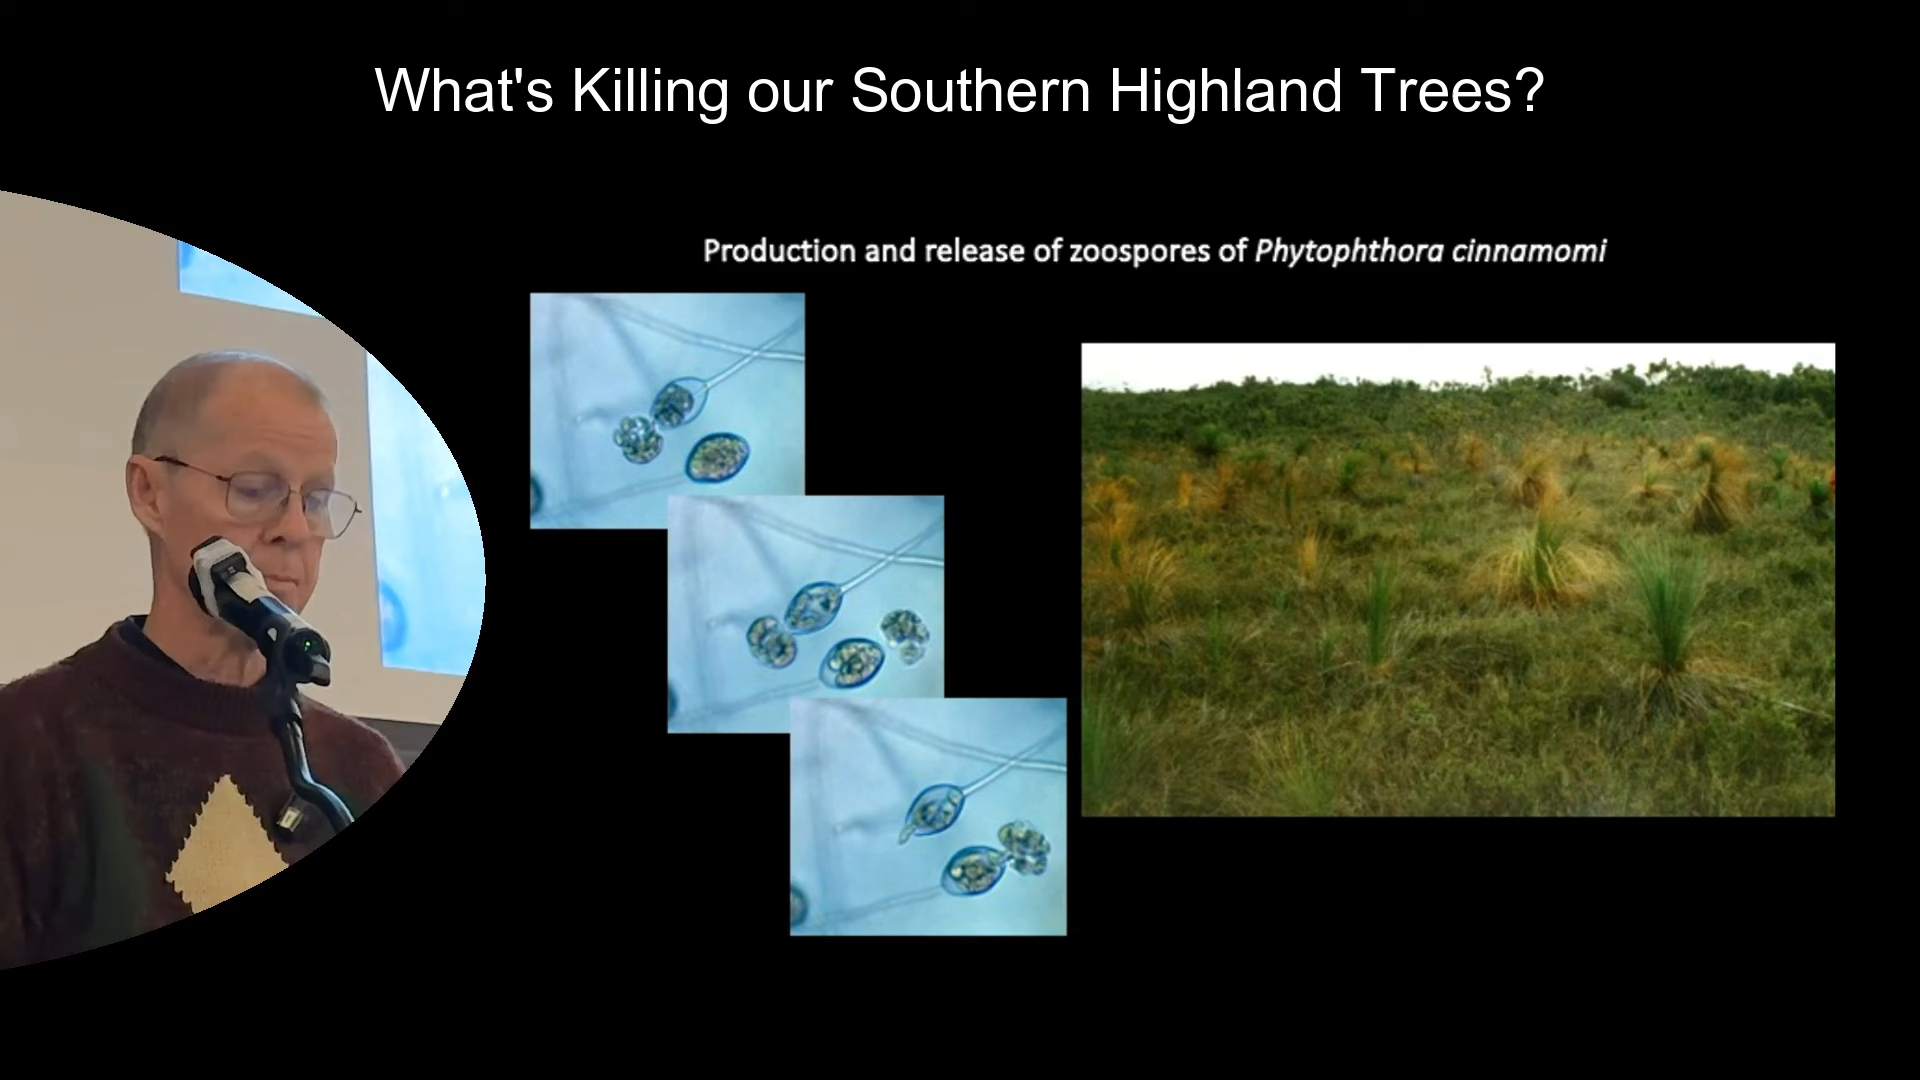 What's Killing our Southern Highland Trees?
Production and release of zoospores of Phytophthora cinnamomi